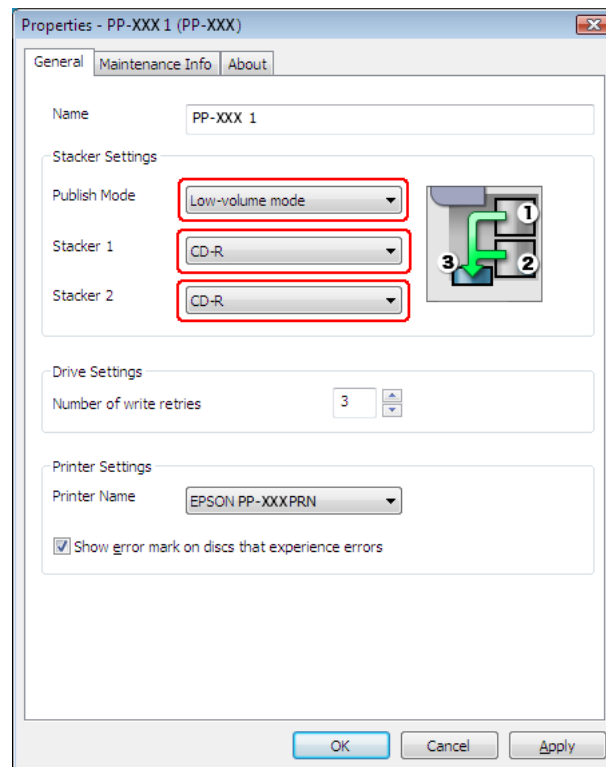 Properties - PP-XXX 1 (PP-XXX)
General Maintenance Info About
Name PP-XXX 1
Stacker Settings
Publish Mode Low-volume mode
Stacker 1 CD-R
Stacker 2 CD-R
1
3 2
Drive Settings
Number of write retries 3
Printer Settings
Printer Name EPSON PP-XXXPRN
Show error mark on discs that experience errors
OK Cancel Apply